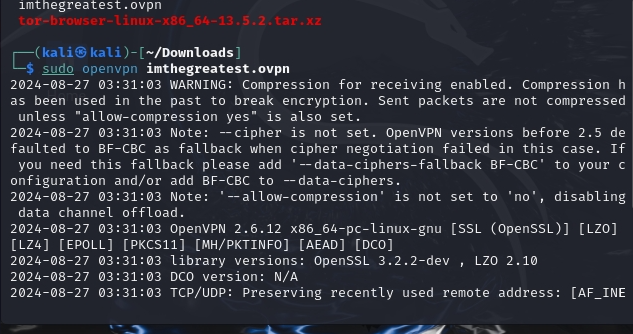 imthegreatest.ovpn
tor-browser-linux-x86_64-13.5.2.tar.xz
┌──(kali㉿kali)-[~/Downloads]
└─$ sudo openvpn imthegreatest.ovpn
2024-08-27 03:31:03 WARNING: Compression for receiving enabled. Compression h
as been used in the past to break encryption. Sent packets are not compressed
 unless "allow-compression yes" is also set.
2024-08-27 03:31:03 Note: --cipher is not set. OpenVPN versions before 2.5 de
faulted to BF-CBC as fallback when cipher negotiation failed in this case. If
 you need this fallback please add '--data-ciphers-fallback BF-CBC' to your c
onfiguration and/or add BF-CBC to --data-ciphers.
2024-08-27 03:31:03 Note: '--allow-compression' is not set to 'no', disabling
 data channel offload.
2024-08-27 03:31:03 OpenVPN 2.6.12 x86_64-pc-linux-gnu [SSL (OpenSSL)] [LZO]
[LZ4] [EPOLL] [PKCS11] [MH/PKTINFO] [AEAD] [DCO]
2024-08-27 03:31:03 library versions: OpenSSL 3.2.2-dev , LZO 2.10
2024-08-27 03:31:03 DCO version: N/A
2024-08-27 03:31:03 TCP/UDP: Preserving recently used remote address: [AF_INE